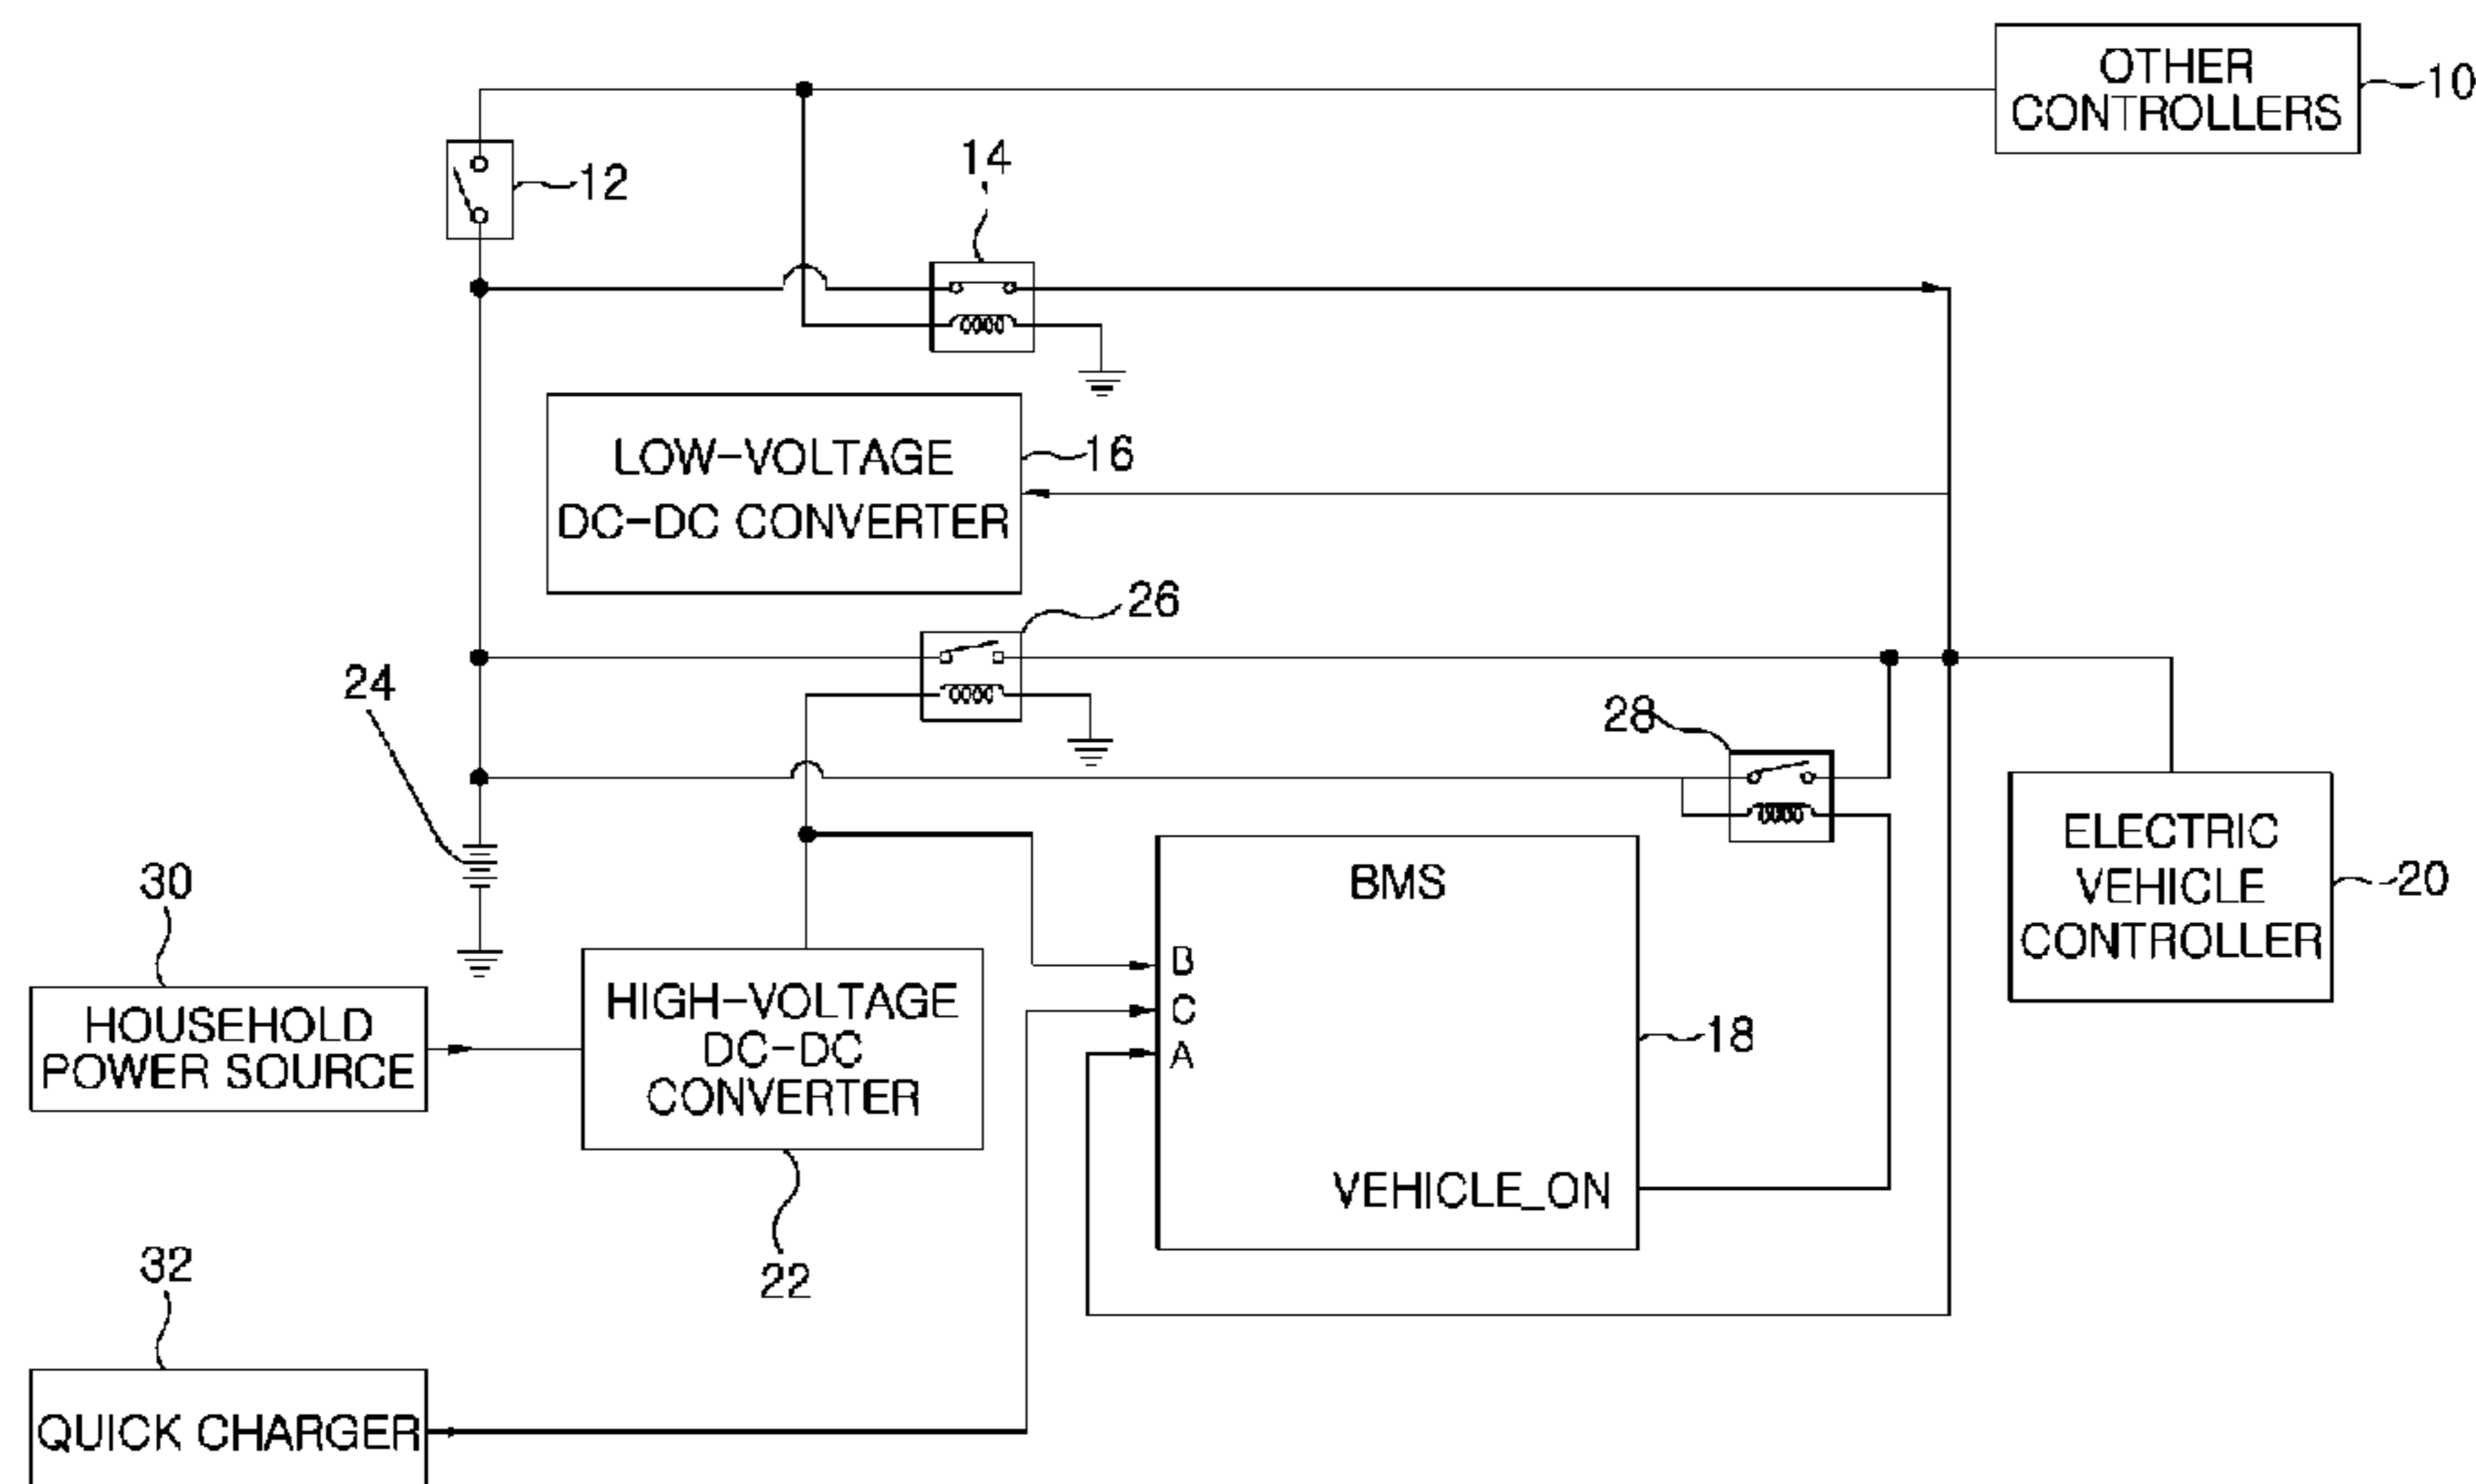 OTHER
CONTROLLERS
10
12
14
LOW-VOLTAGE
DC-DC CONVERTER
16
26
24
28
ELECTRIC
VEHICLE
CONTROLLER
20
BMS
B
C
A
VEHICLE_ON
18
30
HOUSEHOLD
POWER SOURCE
HIGH-VOLTAGE
DC-DC
CONVERTER
22
32
QUICK CHARGER